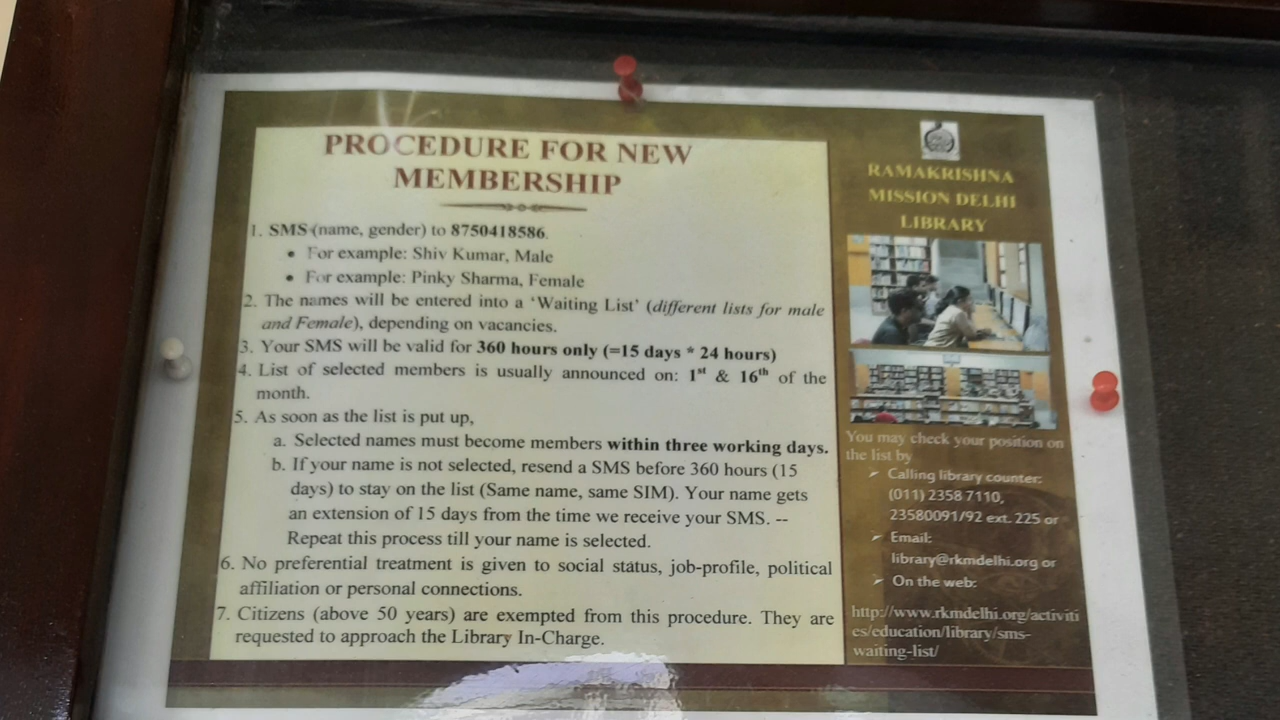 PROCEDURE FOR NEW
MEMBERSHIP
1. SMS (name, gender) to 8750418586.
• For example: Shiv Kumar, Male
• For example: Pinky Sharma, Female
2. The names will be entered into a ‘Waiting List’ (different lists for male
and Female), depending on vacancies.
3. Your SMS will be valid for 360 hours only (=15 days * 24 hours)
4. List of selected members is usually announced on: 1st & 16th of the
month.
5. As soon as the list is put up,
a. Selected names must become members within three working days.
b. If your name is not selected, resend a SMS before 360 hours (15
days) to stay on the list (Same name, same SIM). Your name gets
an extension of 15 days from the time we receive your SMS. --
Repeat this process till your name is selected.
6. No preferential treatment is given to social status, job-profile, political
affiliation or personal connections.
7. Citizens (above 50 years) are exempted from this procedure. They are
requested to approach the Library In-Charge.
RAMAKRISHNA
MISSION DELHI
LIBRARY
You may check your position on
the list by
➢ Calling library counter:
(011) 2358 7110,
23580091/92 ext. 225 or
➢ Email:
library@rkmdelhi.org or
➢ On the web:
http://www.rkmdelhi.org/activiti
es/education/library/sms-
waiting-list/